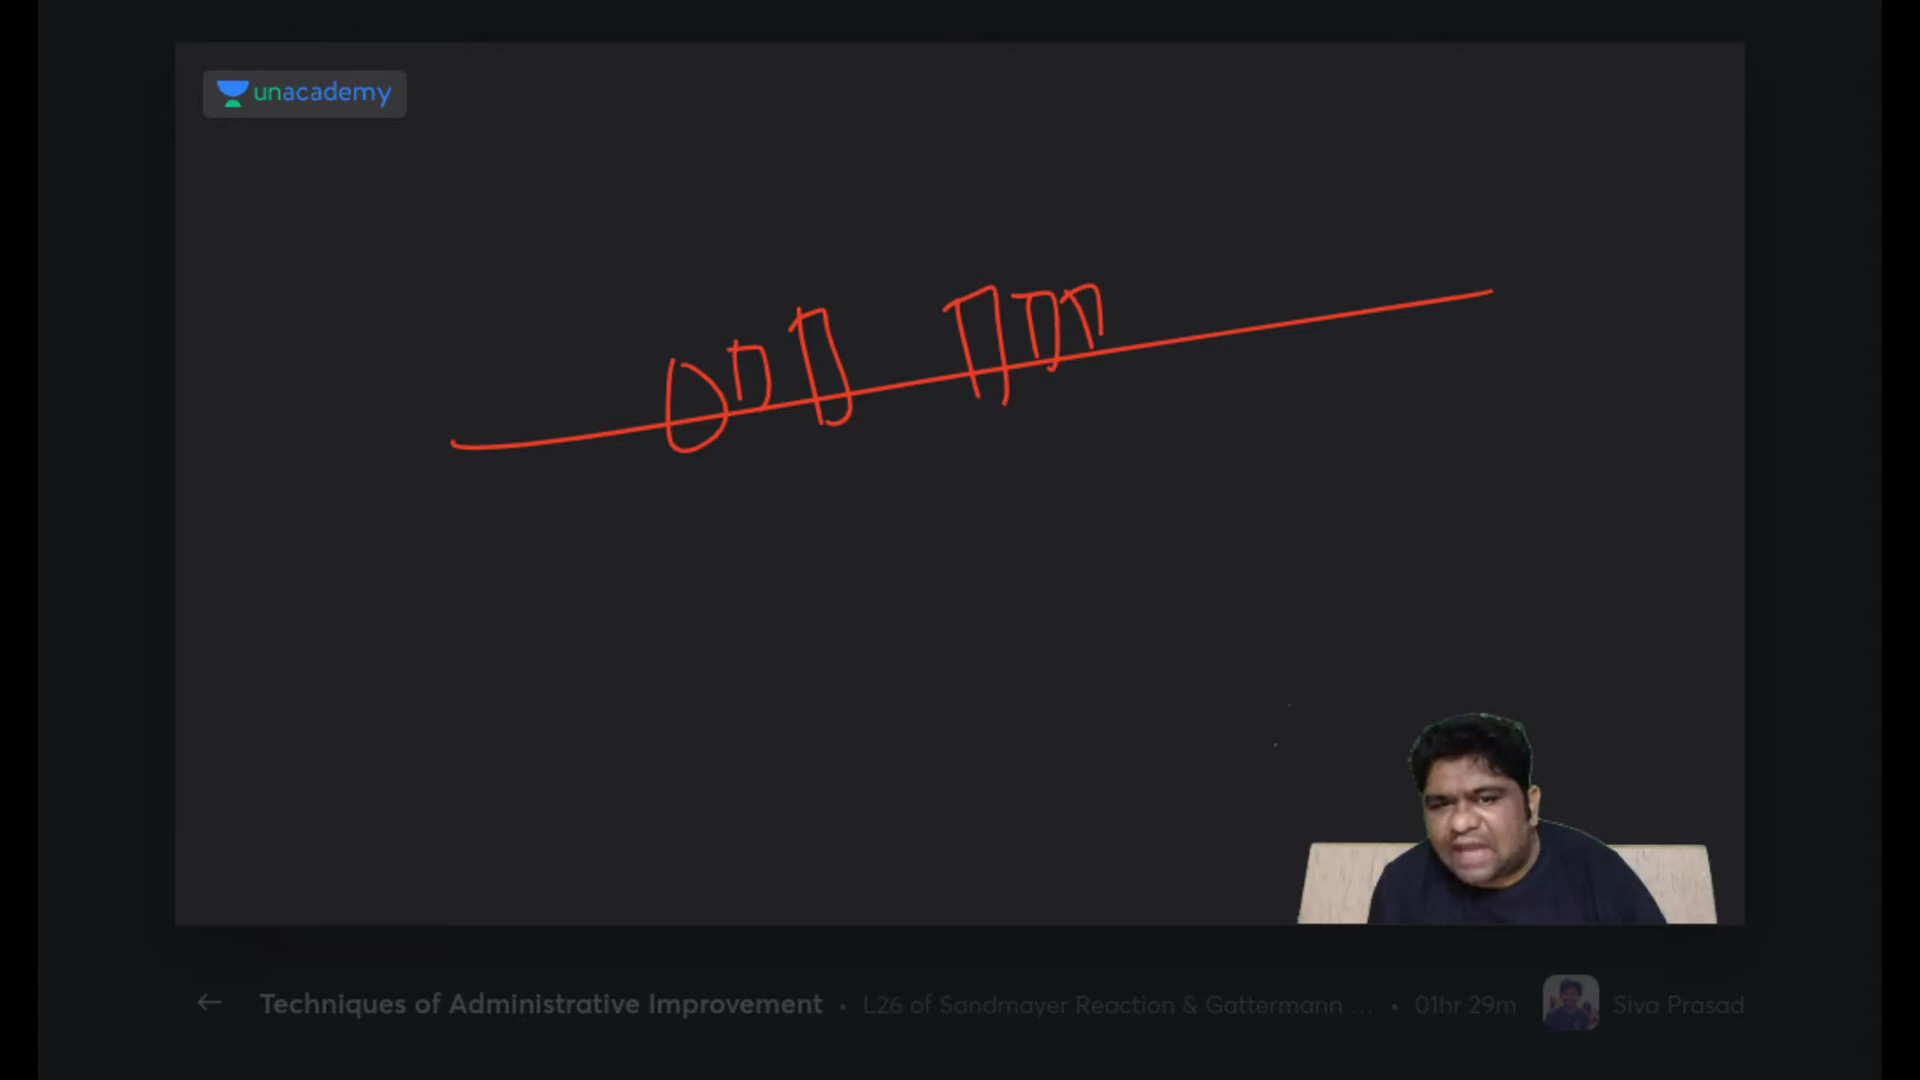 unacademy
Techniques of Administrative Improvement • L26 of Sandmayer Reaction & Gattermann ... • 01hr 29m Siva Prasad